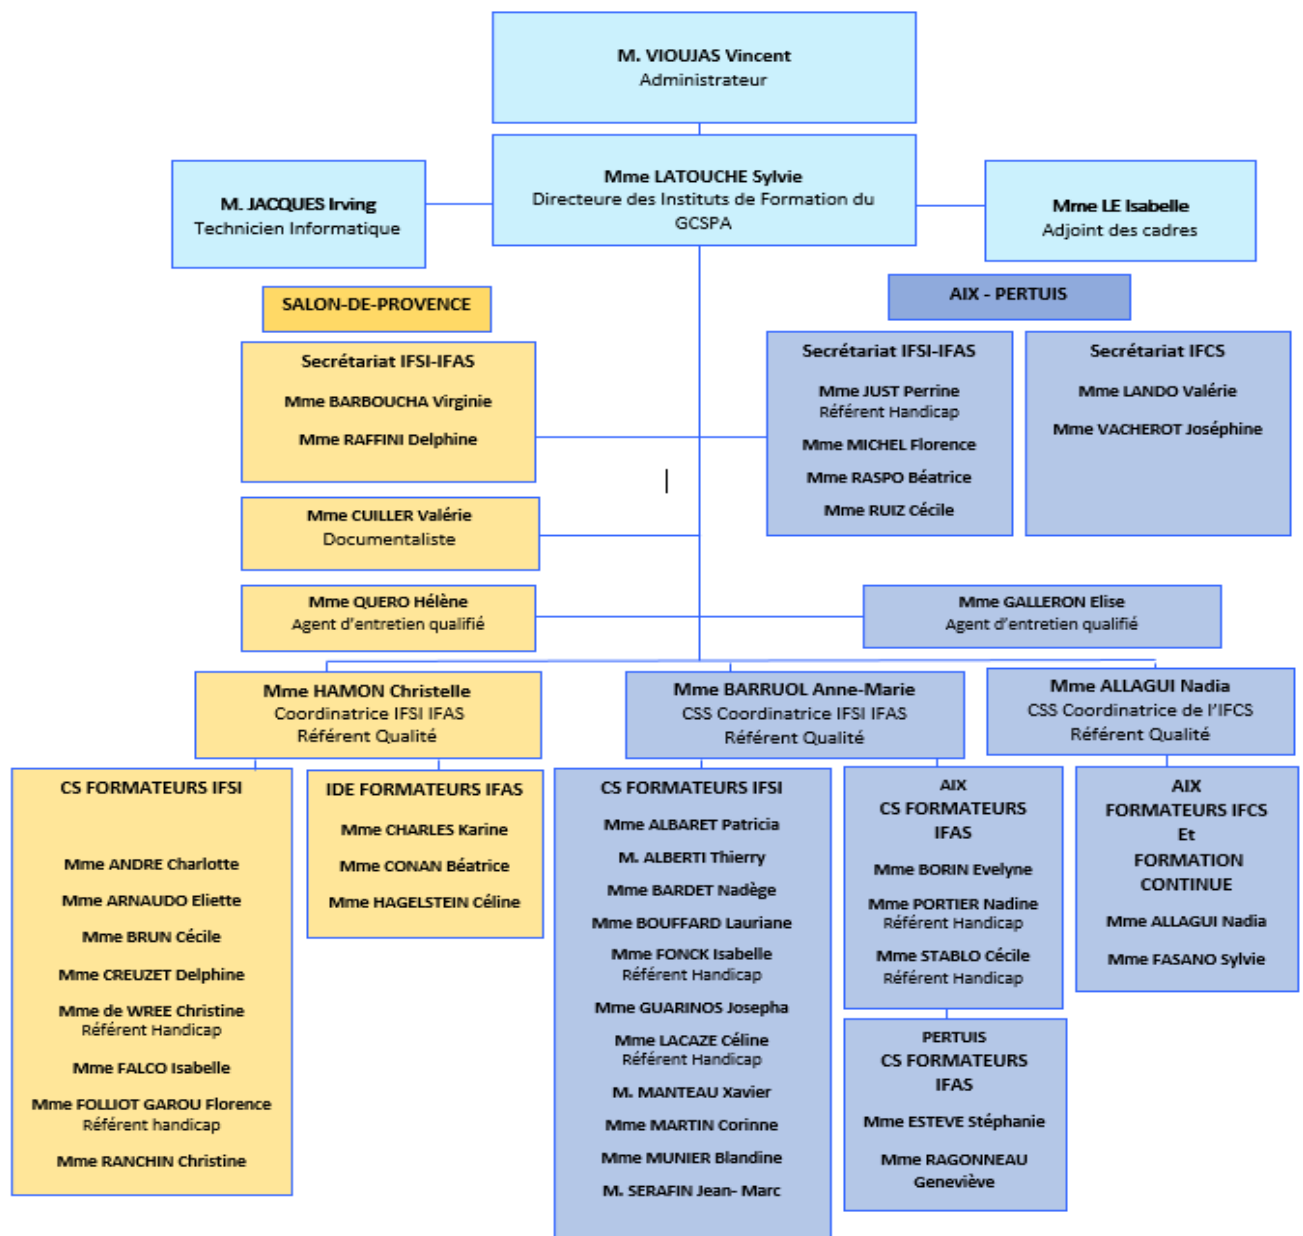 M. VIOUJAS Vincent
Administrateur
Mme LATOUCHE Sylvie
Directeure des Instituts de Formation du
GCSPA
M. JACQUES Irving
Technicien Informatique
Mme LE Isabelle
Adjoint des cadres
SALON-DE-PROVENCE
AIX - PERTUIS
Secrétariat IFSI-IFAS
Mme BARBOUCHA Virginie
Mme RAFFINI Delphine
Secrétariat IFSI-IFAS
Mme JUST Perrine
Référent Handicap
Mme MICHEL Florence
Mme RASPO Béatrice
Mme RUIZ Cécile
Secrétariat IFCS
Mme LANDO Valérie
Mme VACHEROT Joséphine
Mme CUILLER Valérie
Documentaliste
Mme QUERO Hélène
Agent d'entretien qualifié
Mme GALLERON Elise
Agent d'entretien qualifié
Mme HAMON Christelle
Coordinatrice IFSI IFAS
Référent Qualité
Mme BARRUOL Anne-Marie
CSS Coordinatrice IFSI IFAS
Référent Qualité
Mme ALLAGUI Nadia
CSS Coordinatrice de l'IFCS
Référent Qualité
CS FORMATEURS IFSI
Mme ANDRE Charlotte
Mme ARNAUDO Eliette
Mme BRUN Cécile
Mme CREUZET Delphine
Mme de WREE Christine
Référent Handicap
Mme FALCO Isabelle
Mme FOLLIOT GAROU Florence
Référent handicap
Mme RANCHIN Christine
IDE FORMATEURS IFAS
Mme CHARLES Karine
Mme CONAN Béatrice
Mme HAGELSTEIN Céline
CS FORMATEURS IFSI
Mme ALBARET Patricia
M. ALBERTI Thierry
Mme BARDET Nadège
Mme BOUFFARD Lauriane
Mme FONCK Isabelle
Référent Handicap
Mme GUARINOS Josepha
Mme LACAZE Céline
Référent Handicap
M. MANTEAU Xavier
Mme MARTIN Corinne
Mme MUNIER Blandine
M. SERAFIN Jean- Marc
AIX
CS FORMATEURS
IFAS
Mme BORIN Evelyne
Mme PORTIER Nadine
Référent Handicap
Mme STABLO Cécile
Référent Handicap
PERTUIS
CS FORMATEURS
IFAS
Mme ESTEVE Stéphanie
Mme RAGONNEAU
Geneviève
AIX
FORMATEURS IFCS
Et
FORMATION
CONTINUE
Mme ALLAGUI Nadia
Mme FASANO Sylvie